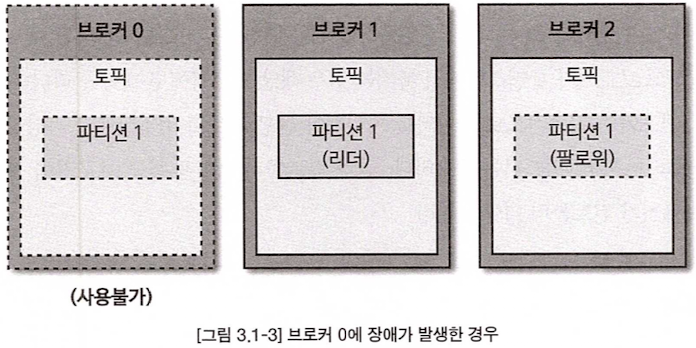 브로커 0
토픽
파티션 1
(사용불가)
브로커 1
토픽
파티션 1
(리더)
브로커 2
토픽
파티션 1
(팔로워)
[그림 3.1-3] 브로커 0에 장애가 발생한 경우